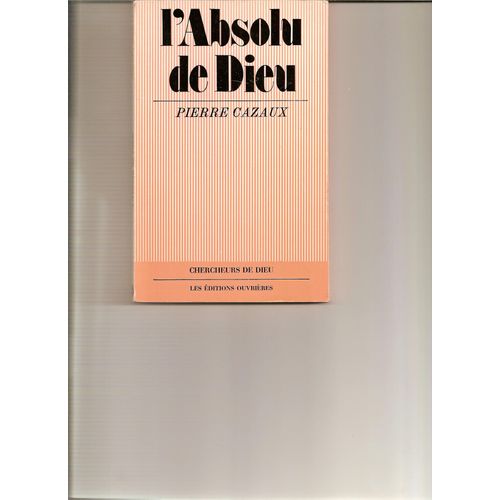 l'Absolu
de Dieu
PIERRE CAZAUX
CHERCHEURS DE DIEU
LES ÉDITIONS OUVRIÈRES